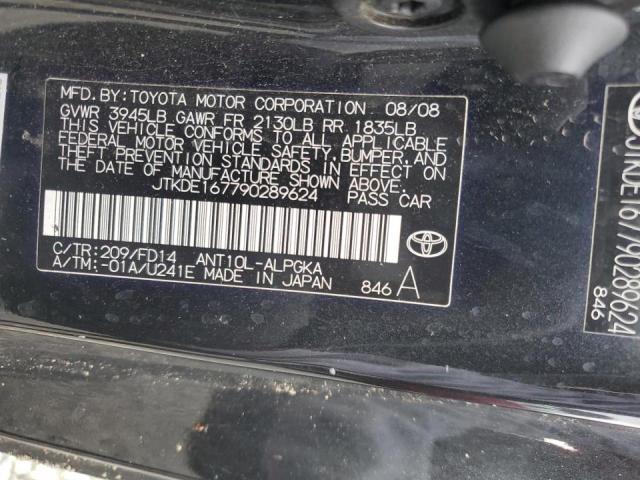 MFD. BY: TOYOTA MOTOR CORPORATION 08/08
GVWR 3945LB GAWR FR 2130LB RR 1835LB
THIS VEHICLE CONFORMS TO ALL APPLICABLE
FEDERAL MOTOR VEHICLE SAFETY, BUMPER, AND
THEFT PREVENTION STANDARDS IN EFFECT ON
THE DATE OF MANUFACTURE SHOWN ABOVE.
JTKDE167790289624 PASS CAR
C/TR: 209/FD14 ANT10L-ALPGKA
A/TM: -01A/U241E MADE IN JAPAN
846 A
JTKDE167790289624
846